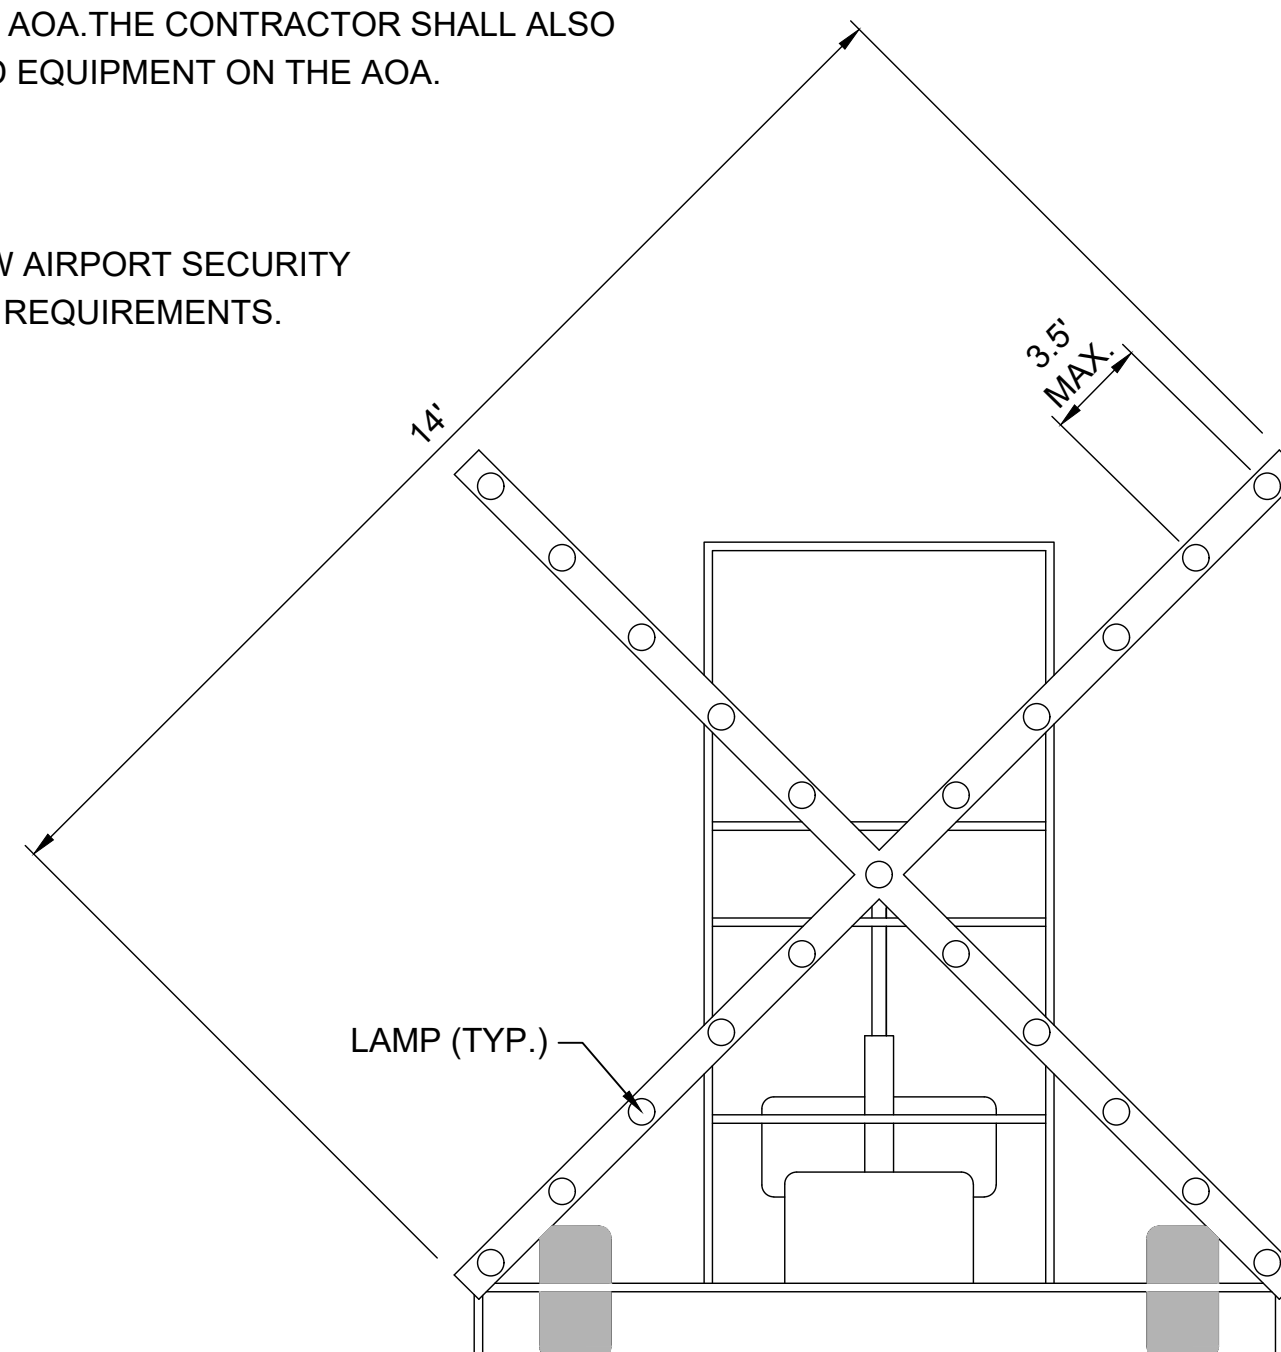 AOA.THE CONTRACTOR SHALL ALSO
EQUIPMENT ON THE AOA.
AIRPORT SECURITY
REQUIREMENTS.
14'
3.5'
MAX.
LAMP (TYP.)